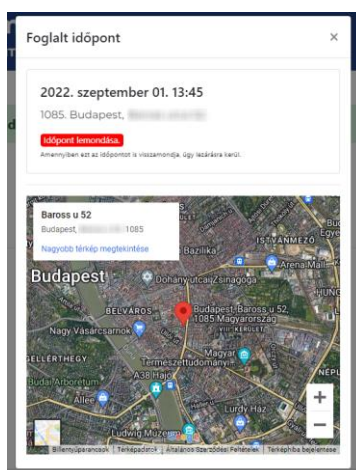 Foglalt időpont
×
2022. szeptember 01. 13:45
1085. Budapest,
Időpont lemondása.
Amennyiben ezt az időpontot is visszamondja, úgy lezárásra kerül.
Baross u 52
Budapest, 1085
Nagyobb térkép megtekintése
Bazilika
ISTVÁNMEZŐ
Aréna Mall
Budapest
Dohány utcai Zsinagóga
BELVÁROS
Budapest, Baross u 52,
1085 Magyarország
VIII. KERÜLET
Nagy Vásárcsarnok
Magyar
GELLÉRTHEGY
Természettudományi
A38 Hajó
Budai Arborétum
Allee
Lurdy Ház
Ludwig Múzeum
+
−
Billentyűparancsok
Térképadatok
Általános Szerződési Feltételek
Térképhiba bejelentése